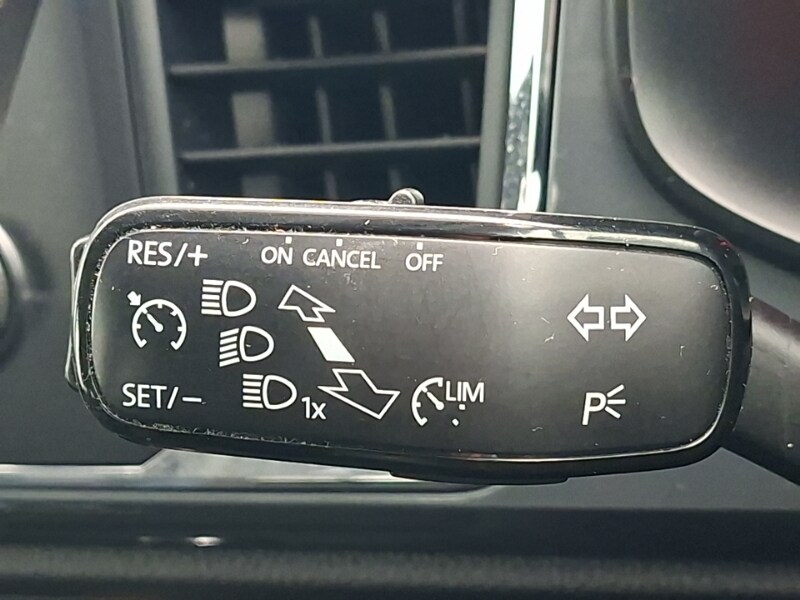 RES/+ ON CANCEL OFF
1x
SET/− LIM
P